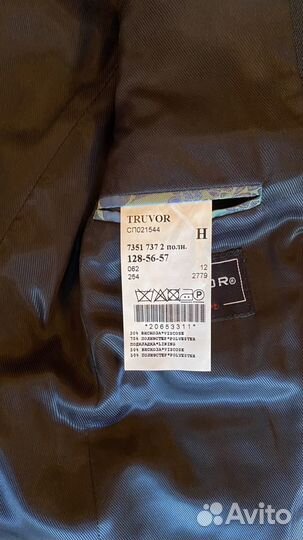 TRUVOR
СП021544
Н
7351 737 2 полн.
128-56-57
062 12
254 2779
*20653311*
30% ВИСКОЗА*VISCOSE
70% ПОЛИЭСТЕР*POLYESTER
ПОДКЛАДКА*LINING
50% ВИСКОЗА*VISCOSE
50% ПОЛИЭСТЕР*POLYESTER
OR®
Avito